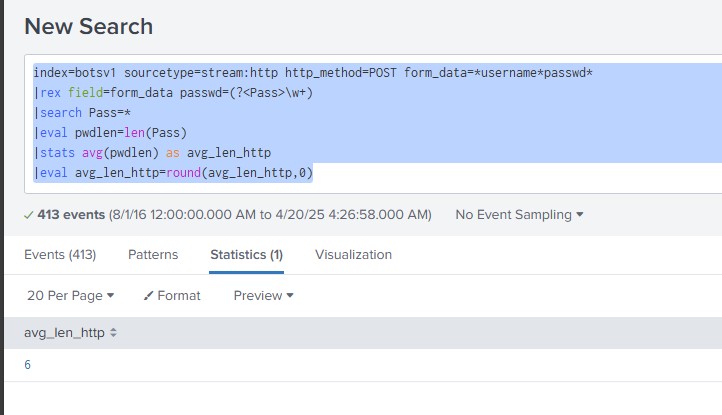 New Search
index=botsv1 sourcetype=stream:http http_method=POST form_data=*username*passwd*
|rex field=form_data passwd=(?<Pass>\w+)
|search Pass=*
|eval pwdlen=len(Pass)
|stats avg(pwdlen) as avg_len_http
|eval avg_len_http=round(avg_len_http,0)
413 events (8/1/16 12:00:00.000 AM to 4/20/25 4:26:58.000 AM) No Event Sampling
Events (413) Patterns Statistics (1) Visualization
20 Per Page Format Preview
avg_len_http
6